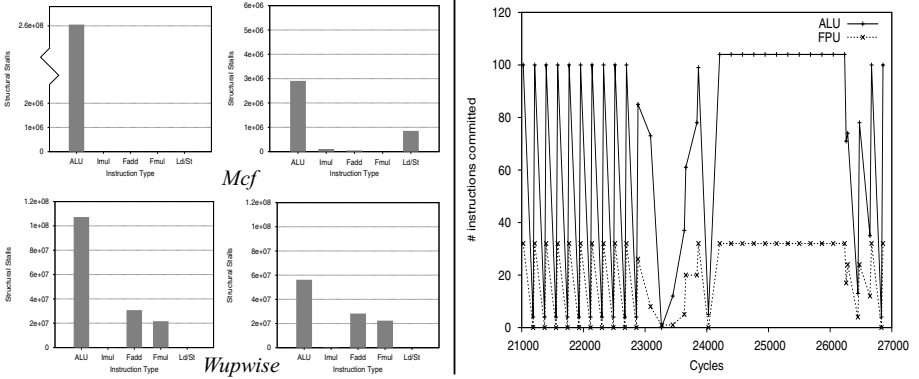 2.6e+08
2e+06
1e+06
0
Structural Stalls
ALU Imul Fadd Fmul Ld/St
Instruction Type
6e+06
5e+06
4e+06
3e+06
2e+06
1e+06
0
Structural Stalls
ALU Imul Fadd Fmul Ld/St
Instruction Type
Mcf
1.2e+08
1e+08
8e+07
6e+07
4e+07
2e+07
0
Structural Stalls
ALU Imul Fadd Fmul Ld/St
Instruction Type
1.2e+08
1e+08
8e+07
6e+07
4e+07
2e+07
0
Structural Stalls
ALU Imul Fadd Fmul Ld/St
Instruction Type
Wupwise
120
100
80
60
40
20
0
# instructions committed
ALU
FPU
21000 22000 23000 24000 25000 26000 27000
Cycles